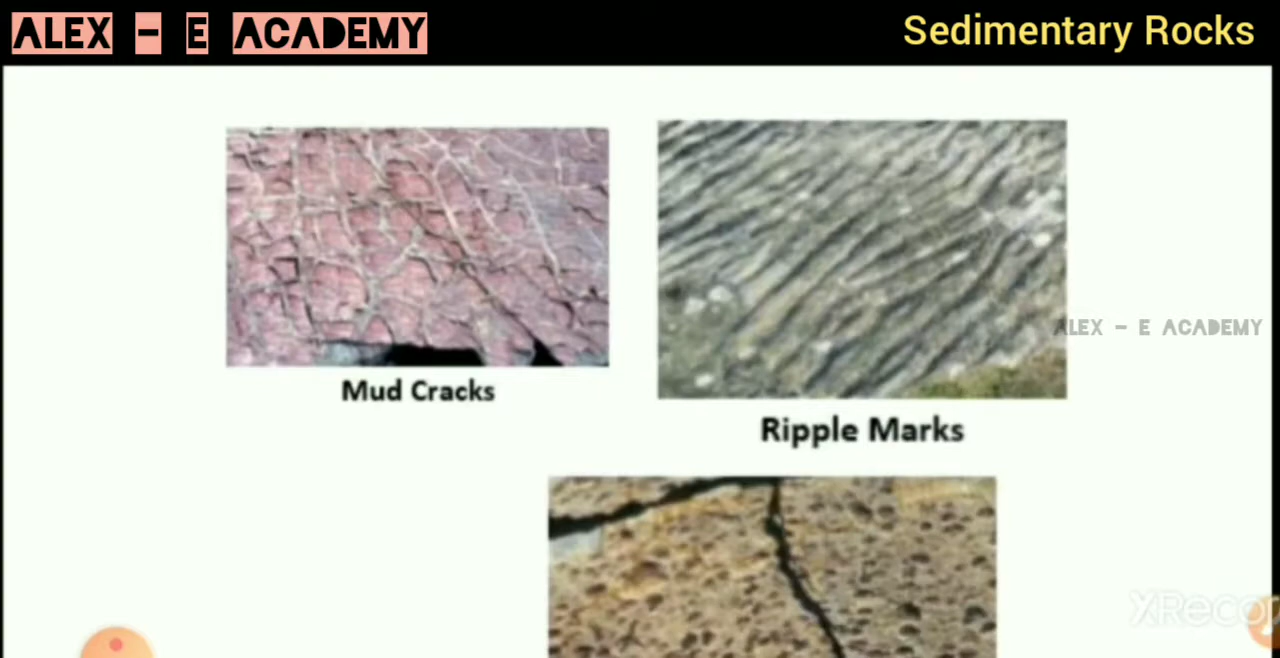 ALEX - E ACADEMY
Sedimentary Rocks
Mud Cracks
ALEX - E ACADEMY
Ripple Marks